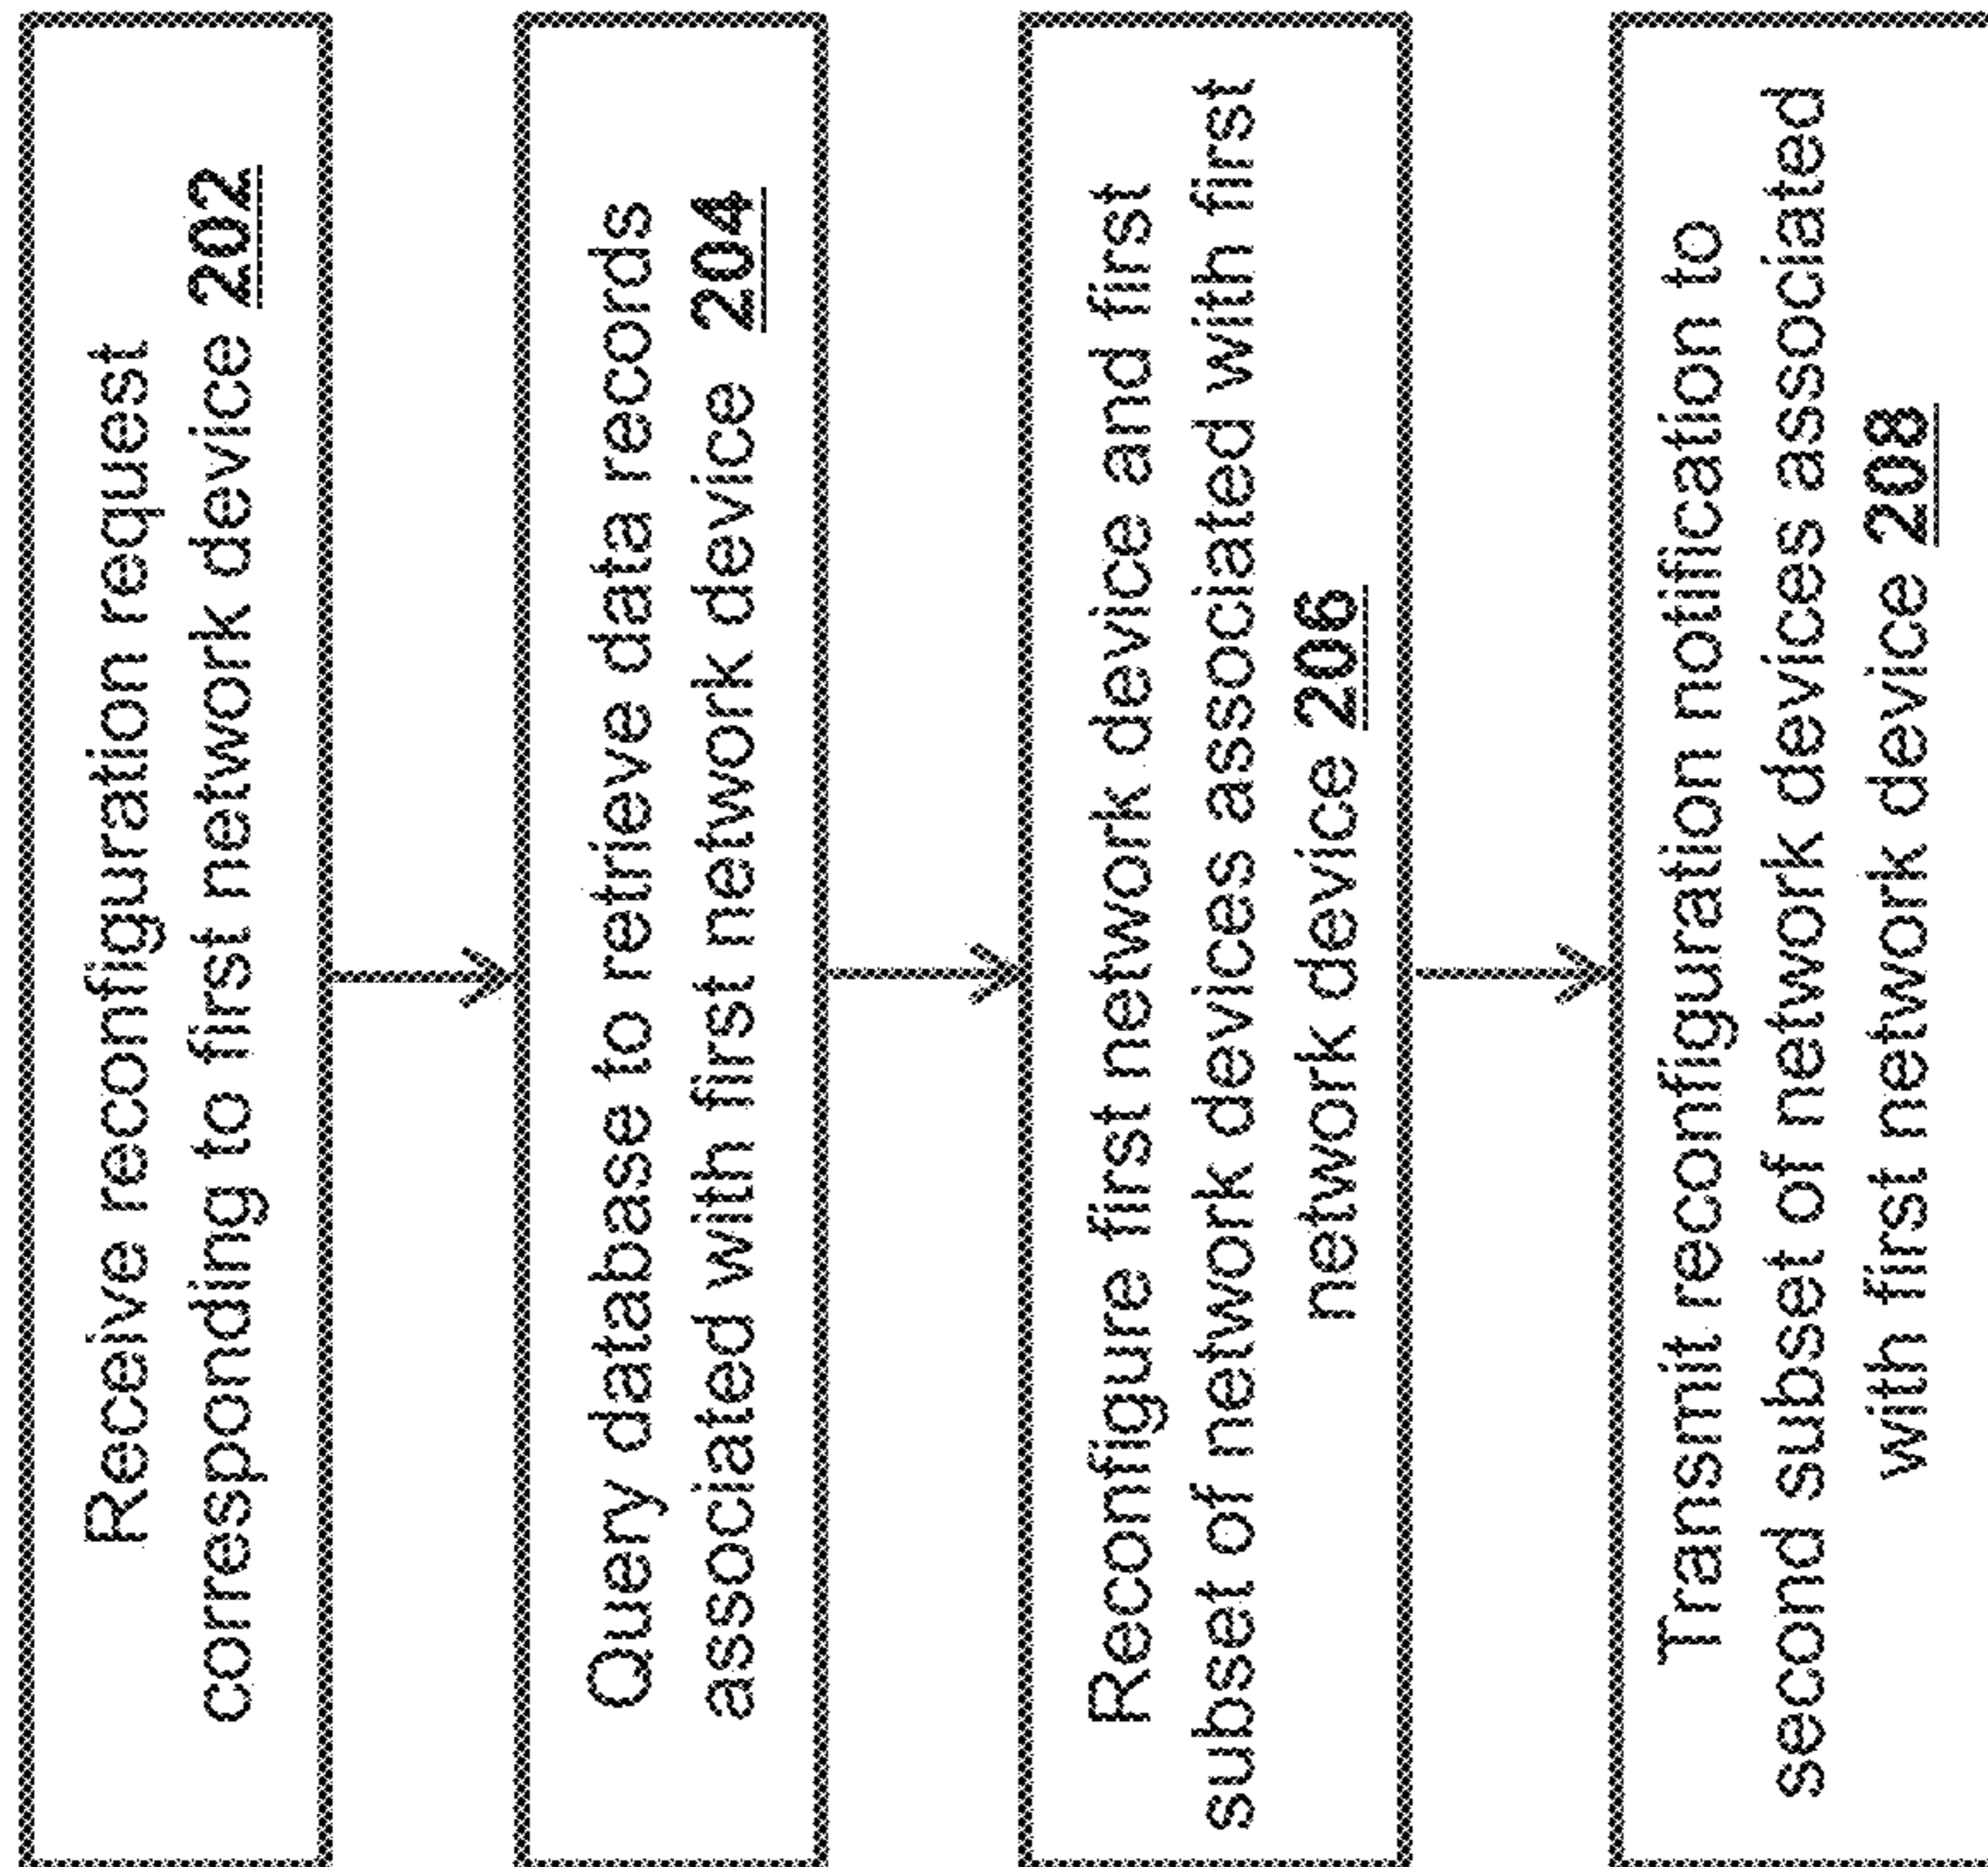 Receive reconfiguration request
corresponding to first network device 202
Query database to retrieve data records
associated with first network device 204
Reconfigure first network device and first
subset of network devices associated with first
network device 206
Transmit reconfiguration notification to
second subset of network devices associated
with first network device 208